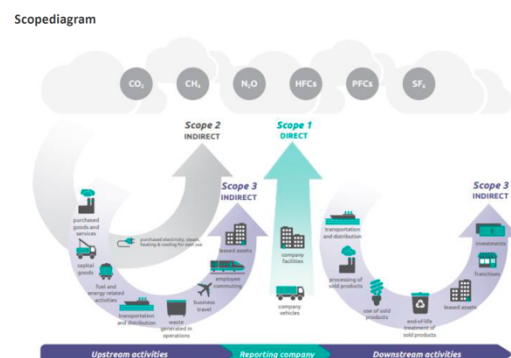 Scopediagram
CO₂
CH₄
N₂O
HFCs
PFCs
SF₆
Scope 2
INDIRECT
Scope 1
DIRECT
Scope 3
INDIRECT
Scope 3
INDIRECT
purchased
goods and
services
capital
goods
fuel and
energy related
activities
transportation
and distribution
waste
generated in
operations
business
travel
employee
commuting
leased assets
purchased electricity, steam,
heating & cooling for own use
company
facilities
company
vehicles
transportation
and distribution
processing of
sold products
use of sold
products
end-of-life
treatment of
sold products
leased assets
franchises
investments
Upstream activities
Reporting company
Downstream activities